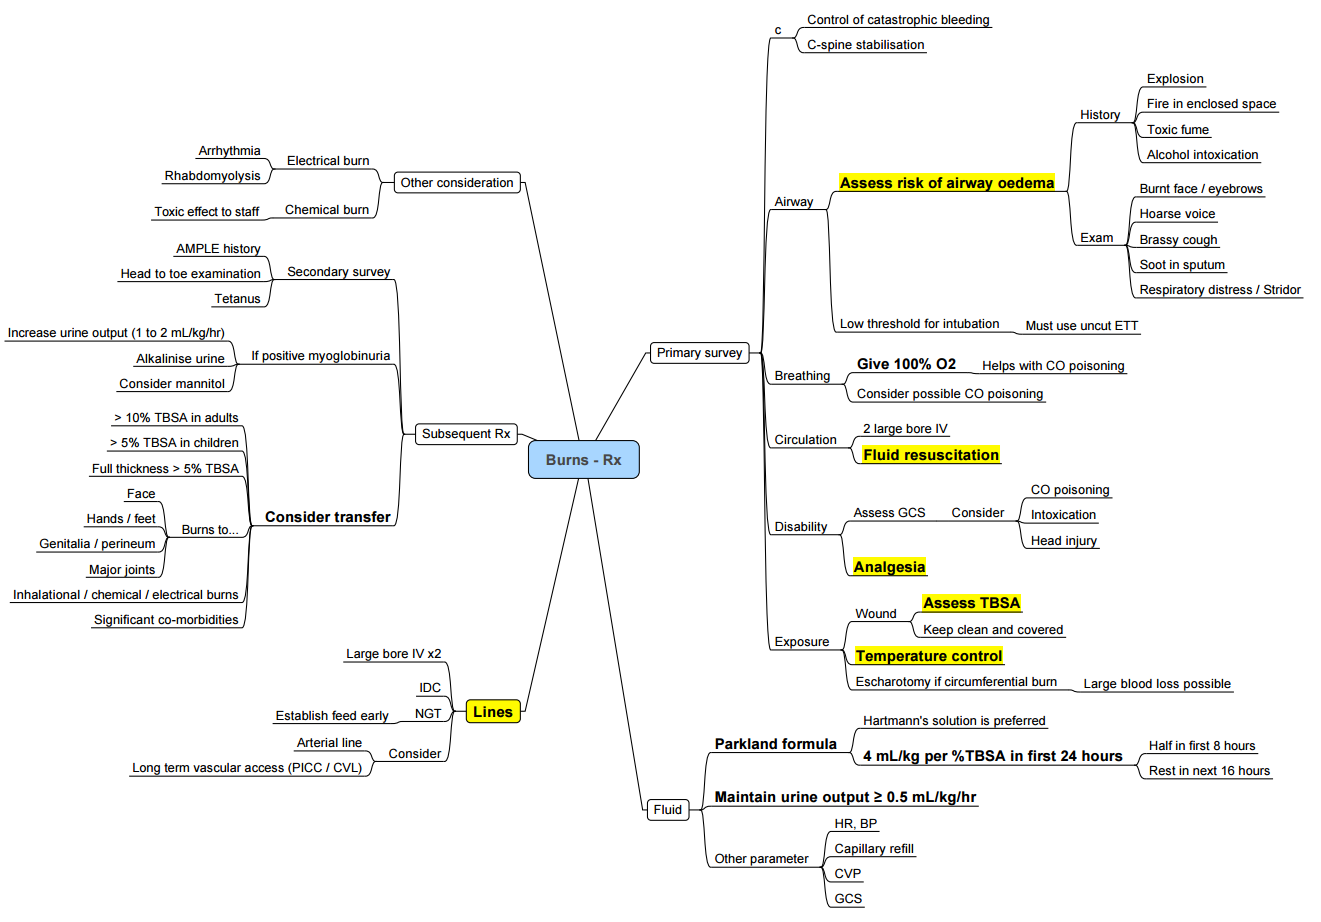 Burns - Rx
Primary survey
c
Control of catastrophic bleeding
C-spine stabilisation
Airway
Assess risk of airway oedema
History
Explosion
Fire in enclosed space
Toxic fume
Alcohol intoxication
Exam
Burnt face / eyebrows
Hoarse voice
Brassy cough
Soot in sputum
Respiratory distress / Stridor
Low threshold for intubation
Must use uncut ETT
Breathing
Give 100% O2
Helps with CO poisoning
Consider possible CO poisoning
Circulation
2 large bore IV
Fluid resuscitation
Disability
Assess GCS
Consider
CO poisoning
Intoxication
Head injury
Analgesia
Exposure
Wound
Assess TBSA
Keep clean and covered
Temperature control
Escharotomy if circumferential burn
Large blood loss possible
Fluid
Parkland formula
Hartmann's solution is preferred
4 mL/kg per %TBSA in first 24 hours
Half in first 8 hours
Rest in next 16 hours
Maintain urine output ≥ 0.5 mL/kg/hr
Other parameter
HR, BP
Capillary refill
CVP
GCS
Other consideration
Electrical burn
Arrhythmia
Rhabdomyolysis
Chemical burn
Toxic effect to staff
Subsequent Rx
Secondary survey
AMPLE history
Head to toe examination
Tetanus
If positive myoglobinuria
Increase urine output (1 to 2 mL/kg/hr)
Alkalinise urine
Consider mannitol
Consider transfer
> 10% TBSA in adults
> 5% TBSA in children
Full thickness > 5% TBSA
Burns to...
Face
Hands / feet
Genitalia / perineum
Major joints
Inhalational / chemical / electrical burns
Significant co-morbidities
Lines
Large bore IV x2
IDC
NGT
Establish feed early
Consider
Arterial line
Long term vascular access (PICC / CVL)